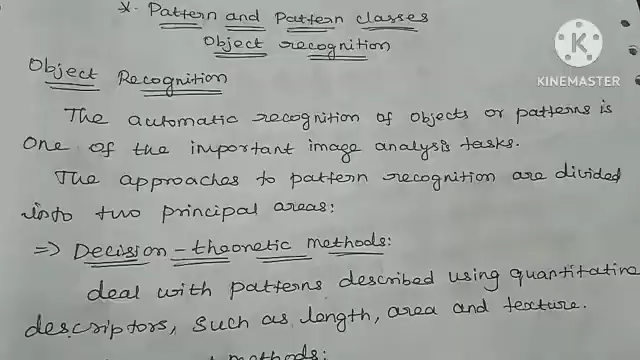 *. Pattern and Pattern classes
Object recognition
Object Recognition
The automatic recognition of objects or patterns is
one of the important image analysis tasks.
The approaches to pattern recognition are divided
into two principal areas:
=> Decision-theoretic methods:
deal with patterns described using quantitative
descriptors, such as length, area and texture.
methods:
K
KINEMASTER